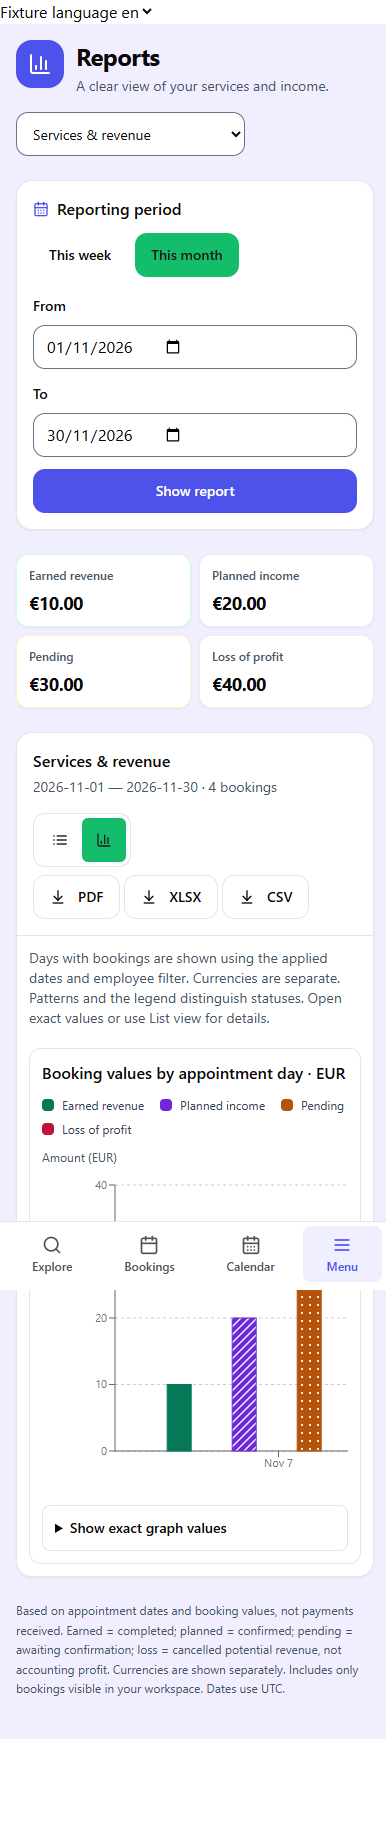 Fixture language en
Reports
A clear view of your services and income.
Services & revenue
Reporting period
This week
This month
From
01/11/2026
To
30/11/2026
Show report
Earned revenue
Planned income
€10.00
€20.00
Pending
Loss of profit
€30.00
€40.00
Services & revenue
2026-11-01 — 2026-11-30 · 4 bookings
PDF
XLSX
CSV
Days with bookings are shown using the applied
dates and employee filter. Currencies are separate.
Patterns and the legend distinguish statuses. Open
exact values or use List view for details.
Booking values by appointment day · EUR
Earned revenue
Planned income
Pending
Loss of profit
Amount (EUR)
40
Explore
Bookings
Calendar
Menu
20
10
0
Nov 7
Show exact graph values
Based on appointment dates and booking values, not payments
received. Earned = completed; planned = confirmed; pending =
awaiting confirmation; loss = cancelled potential revenue, not
accounting profit. Currencies are shown separately. Includes only
bookings visible in your workspace. Dates use UTC.